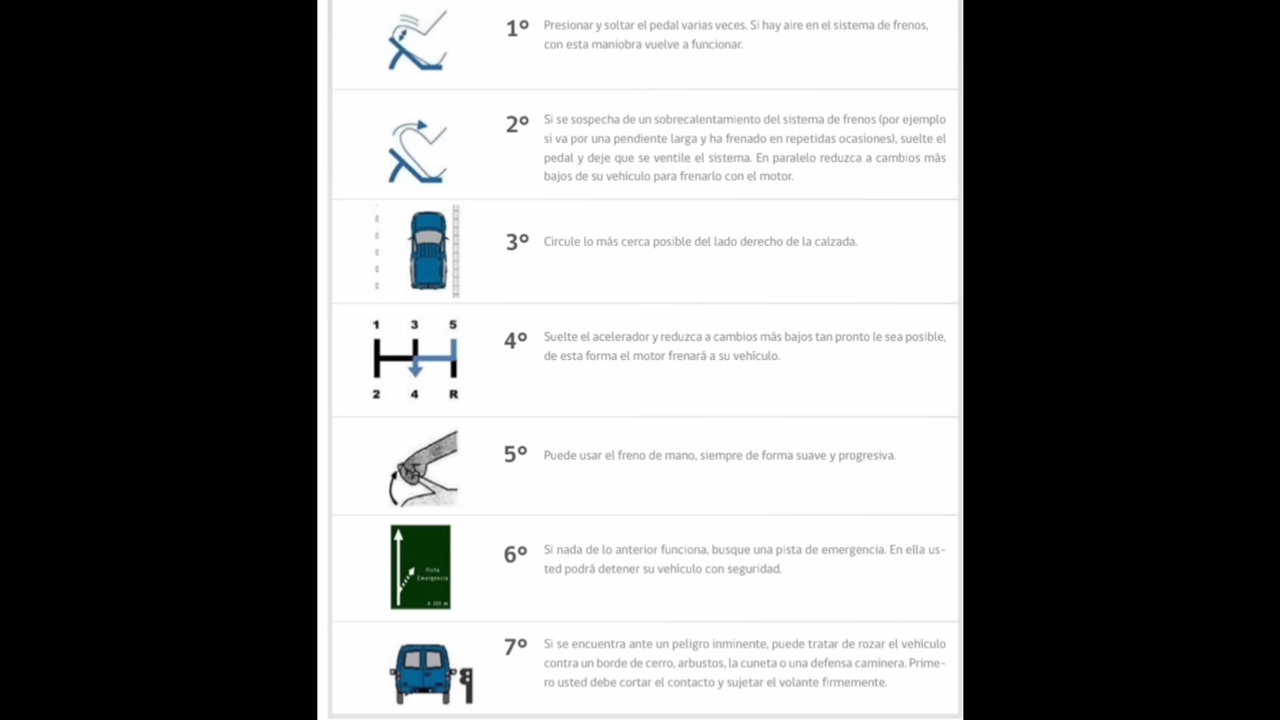 1º
Presionar y soltar el pedal varias veces. Si hay aire en el sistema de frenos,
con esta maniobra vuelve a funcionar.
2º
Si se sospecha de un sobrecalentamiento del sistema de frenos (por ejemplo
si va por una pendiente larga y ha frenado en repetidas ocasiones), suelte el
pedal y deje que se ventile el sistema. En paralelo reduzca a cambios más
bajos de su vehículo para frenarlo con el motor.
3º
Circule lo más cerca posible del lado derecho de la calzada.
1 3 5
2 4 R
4º
Suelte el acelerador y reduzca a cambios más bajos tan pronto le sea posible,
de esta forma el motor frenará a su vehículo.
5º
Puede usar el freno de mano, siempre de forma suave y progresiva.
Pista
Emergencia
6º
Si nada de lo anterior funciona, busque una pista de emergencia. En ella us-
ted podrá detener su vehículo con seguridad.
7º
Si se encuentra ante un peligro inminente, puede tratar de rozar el vehículo
contra un borde de cerro, arbustos, la cuneta o una defensa caminera. Prime-
ro usted debe cortar el contacto y sujetar el volante firmemente.